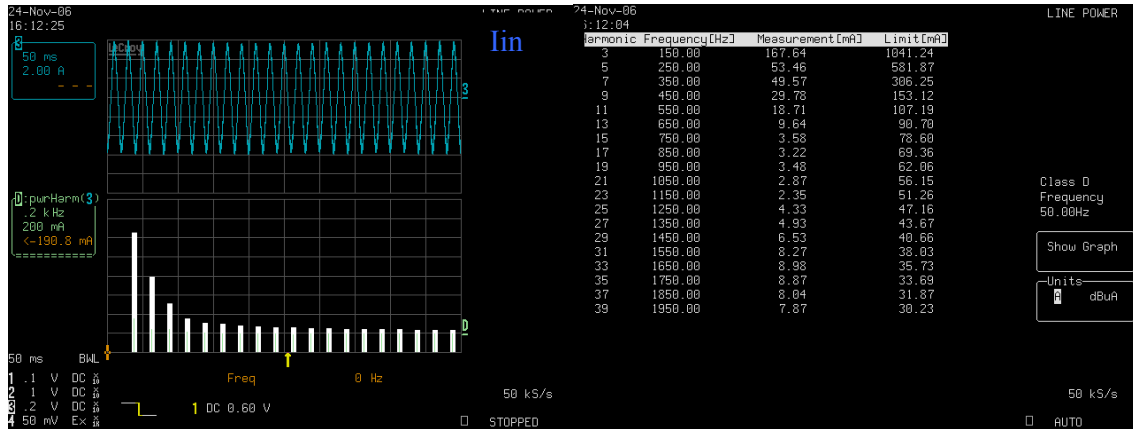 24-Nov-06
16:12:25
LINE POWER
Iin
3
50 ms
2.00 A
---
LeCroy
3
D:pwrHarm(3)
.2 kHz
200 mA
<-190.8 mA
D
50 ms BWL
1 .1 V DC
2 1 V DC
3 .2 V DC
4 50 mV Ex
Freq 0 Hz
1 DC 0.60 V
50 kS/s
STOPPED
24-Nov-06
5:12:04
LINE POWER
Harmonic Frequency[Hz] Measurement[mA] Limit[mA]
3 150.00 167.64 1041.24
5 250.00 53.46 581.87
7 350.00 49.57 306.25
9 450.00 29.78 153.12
11 550.00 18.71 107.19
13 650.00 9.64 90.70
15 750.00 3.58 78.60
17 850.00 3.22 69.36
19 950.00 3.48 62.06
21 1050.00 2.87 56.15
23 1150.00 2.35 51.26
25 1250.00 4.33 47.16
27 1350.00 4.93 43.67
29 1450.00 6.53 40.66
31 1550.00 8.27 38.03
33 1650.00 8.98 35.73
35 1750.00 8.87 33.69
37 1850.00 8.04 31.87
39 1950.00 7.87 30.23
Class D
Frequency
50.00Hz
Show Graph
Units
A dBuA
50 kS/s
AUTO